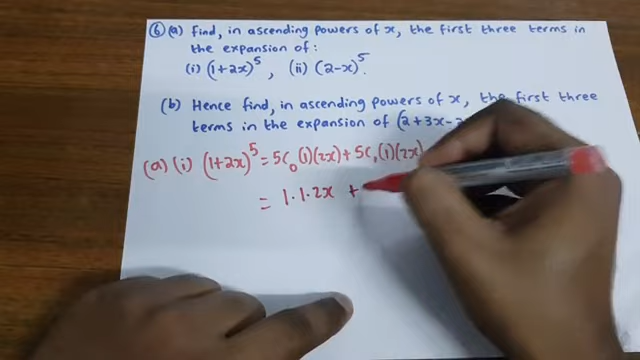 ⑥ (a) Find, in ascending powers of x, the first three terms in
the expansion of:
(i) (1+2x)⁵, (ii) (2-x)⁵.
(b) Hence find, in ascending powers of x, the first three
terms in the expansion of (2+3x-
(a) (i) (1+2x)⁵ = 5C₀(1)(2x) + 5C₁(1)(2x)
= 1·1·2x +